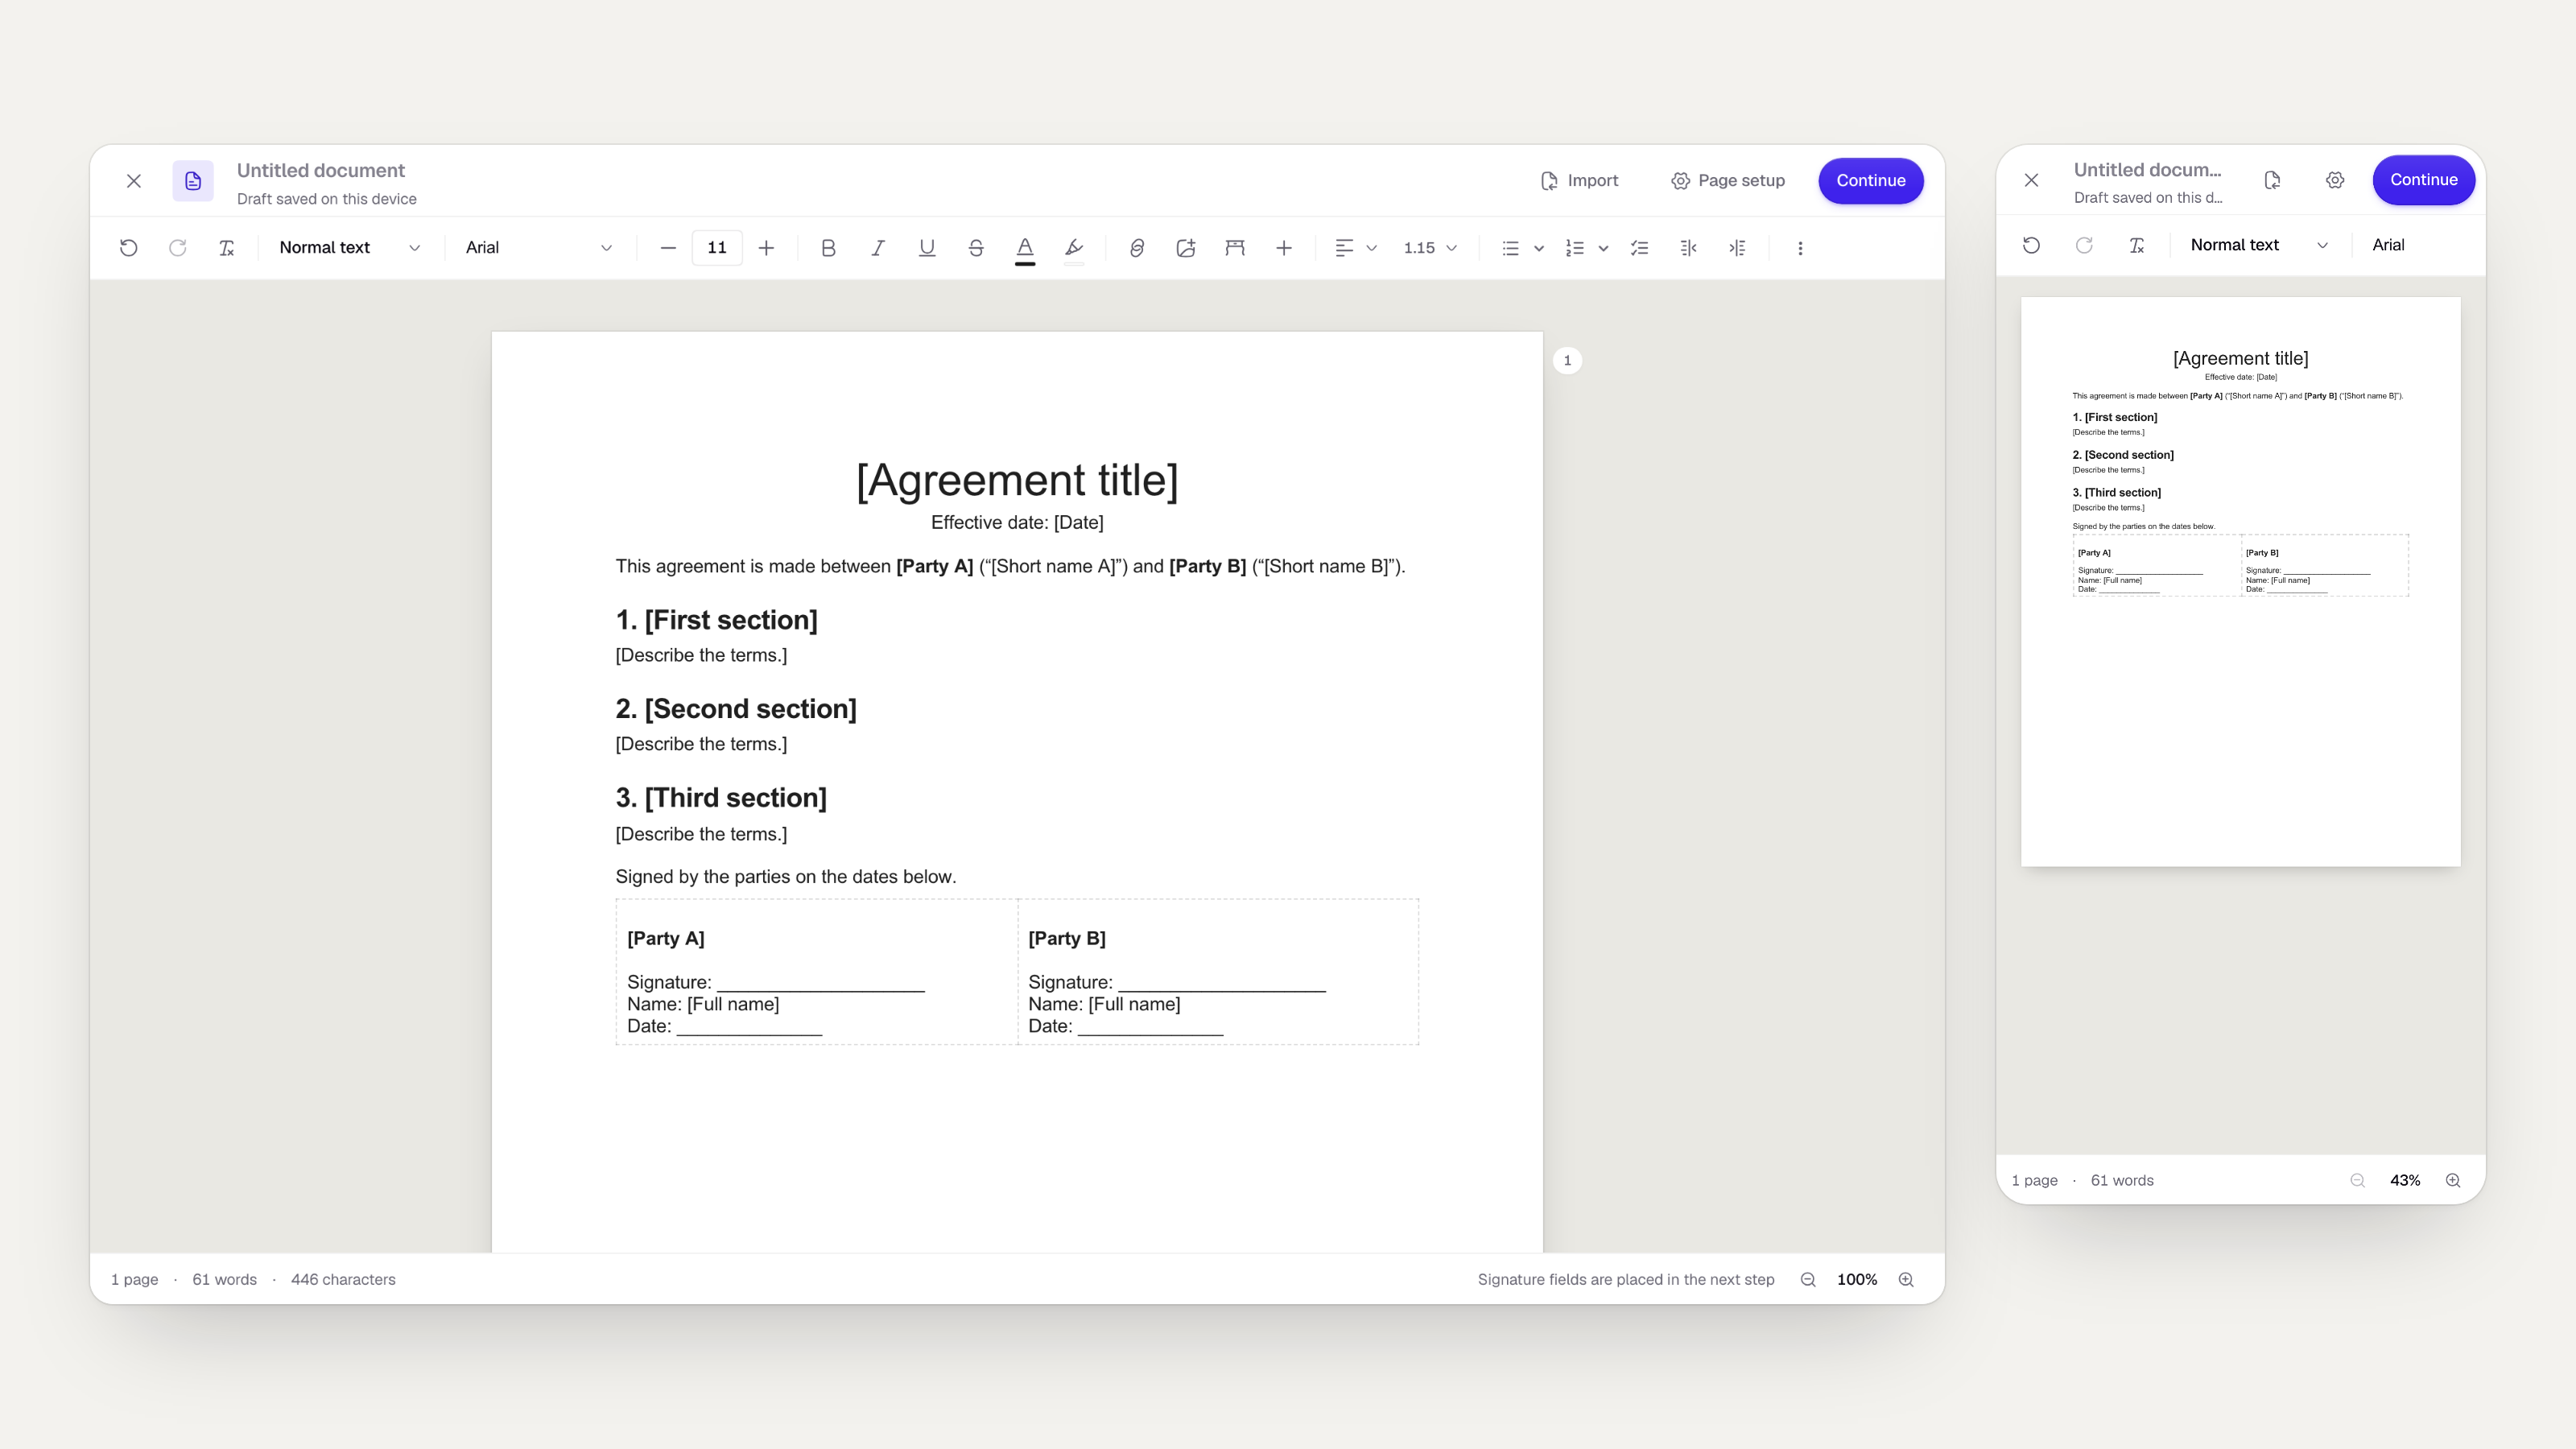 Untitled document
Draft saved on this device
Import
Page setup
Continue
Normal text
Arial
11
1.15
1
[Agreement title]
Effective date: [Date]
This agreement is made between [Party A] (“[Short name A]”) and [Party B] (“[Short name B]”).
1. [First section]
[Describe the terms.]
2. [Second section]
[Describe the terms.]
3. [Third section]
[Describe the terms.]
Signed by the parties on the dates below.
[Party A]
Signature: ____________________
Name: [Full name]
Date: ______________
[Party B]
Signature: ____________________
Name: [Full name]
Date: ______________
1 page · 61 words · 446 characters
Signature fields are placed in the next step
100%
Untitled docum...
Draft saved on this d...
Continue
Normal text
Arial
[Agreement title]
Effective date: [Date]
This agreement is made between [Party A] (“[Short name A]”) and [Party B] (“[Short name B]”).
1. [First section]
[Describe the terms.]
2. [Second section]
[Describe the terms.]
3. [Third section]
[Describe the terms.]
Signed by the parties on the dates below.
[Party A]
Signature: ____________________
Name: [Full name]
Date: ______________
[Party B]
Signature: ____________________
Name: [Full name]
Date: ______________
1 page · 61 words
43%